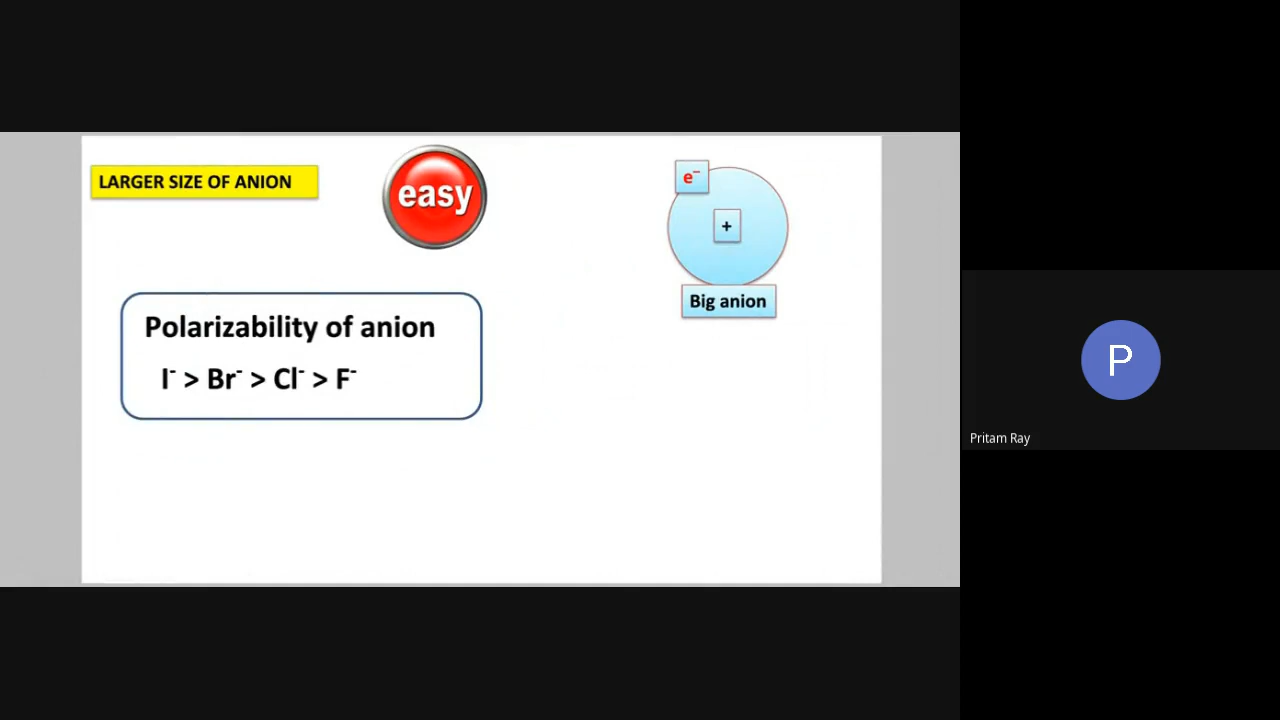 LARGER SIZE OF ANION
easy
e⁻
+
Big anion
Polarizability of anion
I⁻ > Br⁻ > Cl⁻ > F⁻
P
Pritam Ray